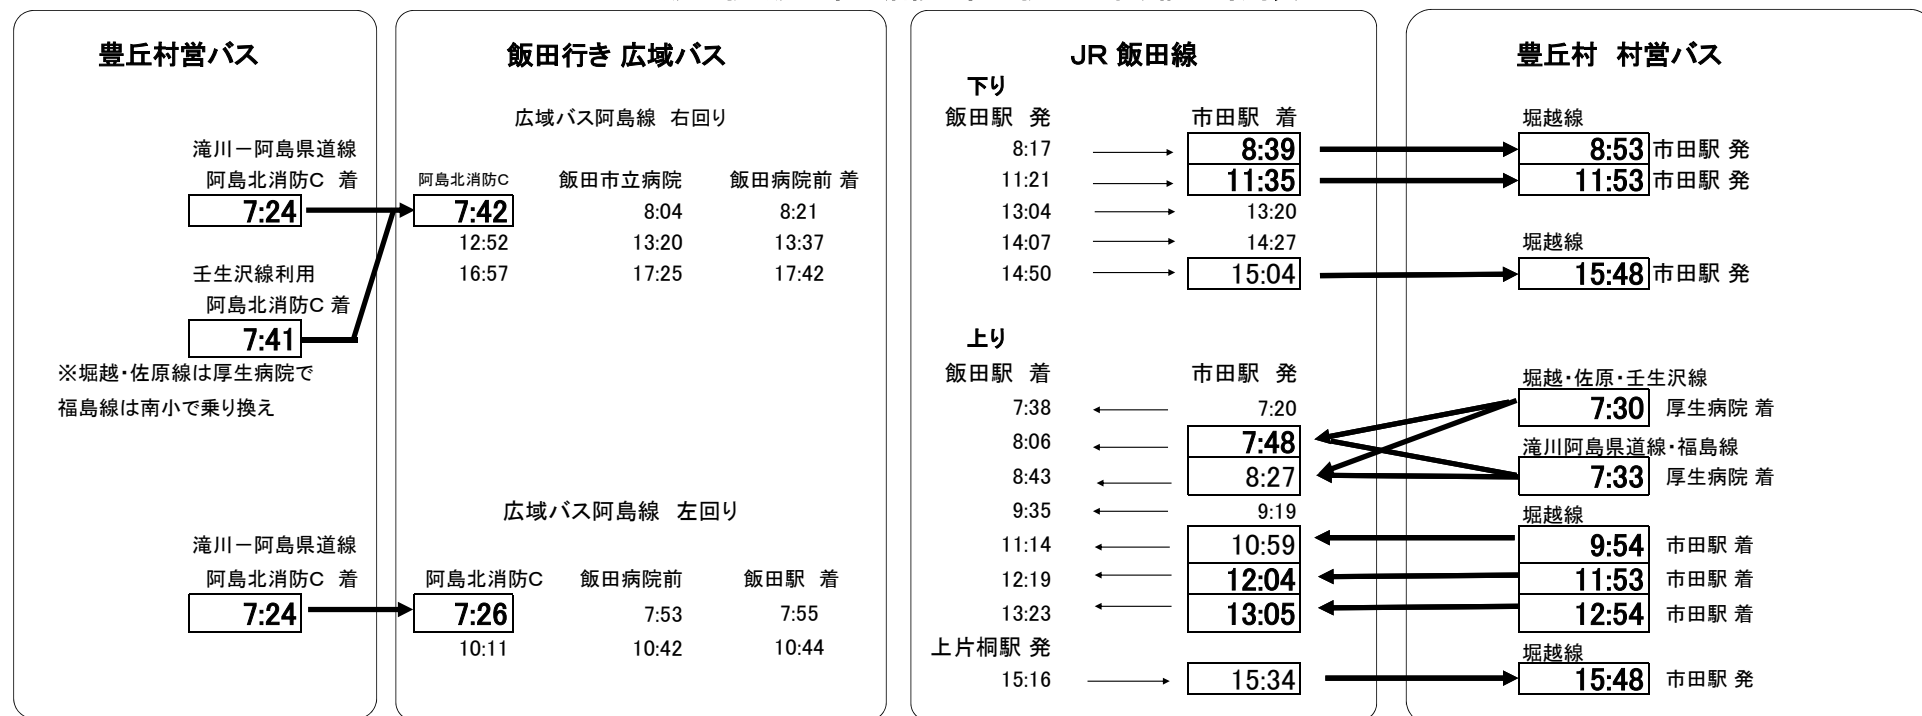 豊丘村営バス
滝川ー阿島県道線
阿島北消防C 着
7:24
壬生沢線利用
阿島北消防C 着
7:41
※堀越・佐原線は厚生病院で
福島線は南小で乗り換え
滝川ー阿島県道線
阿島北消防C 着
7:24
飯田行き 広域バス
広域バス阿島線 右回り
阿島北消防C 飯田市立病院 飯田病院前 着
7:42 8:04 8:21
12:52 13:20 13:37
16:57 17:25 17:42
広域バス阿島線 左回り
阿島北消防C 飯田病院前 飯田駅 着
7:26 7:53 7:55
10:11 10:42 10:44
JR 飯田線
下り
飯田駅 発 市田駅 着
8:17 8:39
11:21 11:35
13:04 13:20
14:07 14:27
14:50 15:04
上り
飯田駅 着 市田駅 発
7:38 7:20
8:06 7:48
8:43 8:27
9:35 9:19
11:14 10:59
12:19 12:04
13:23 13:05
上片桐駅 発
15:16 15:34
豊丘村 村営バス
堀越線
8:53 市田駅 発
11:53 市田駅 発
堀越線
15:48 市田駅 発
堀越・佐原・壬生沢線
7:30 厚生病院 着
滝川阿島県道線・福島線
7:33 厚生病院 着
堀越線
9:54 市田駅 着
11:53 市田駅 着
12:54 市田駅 着
堀越線
15:48 市田駅 発